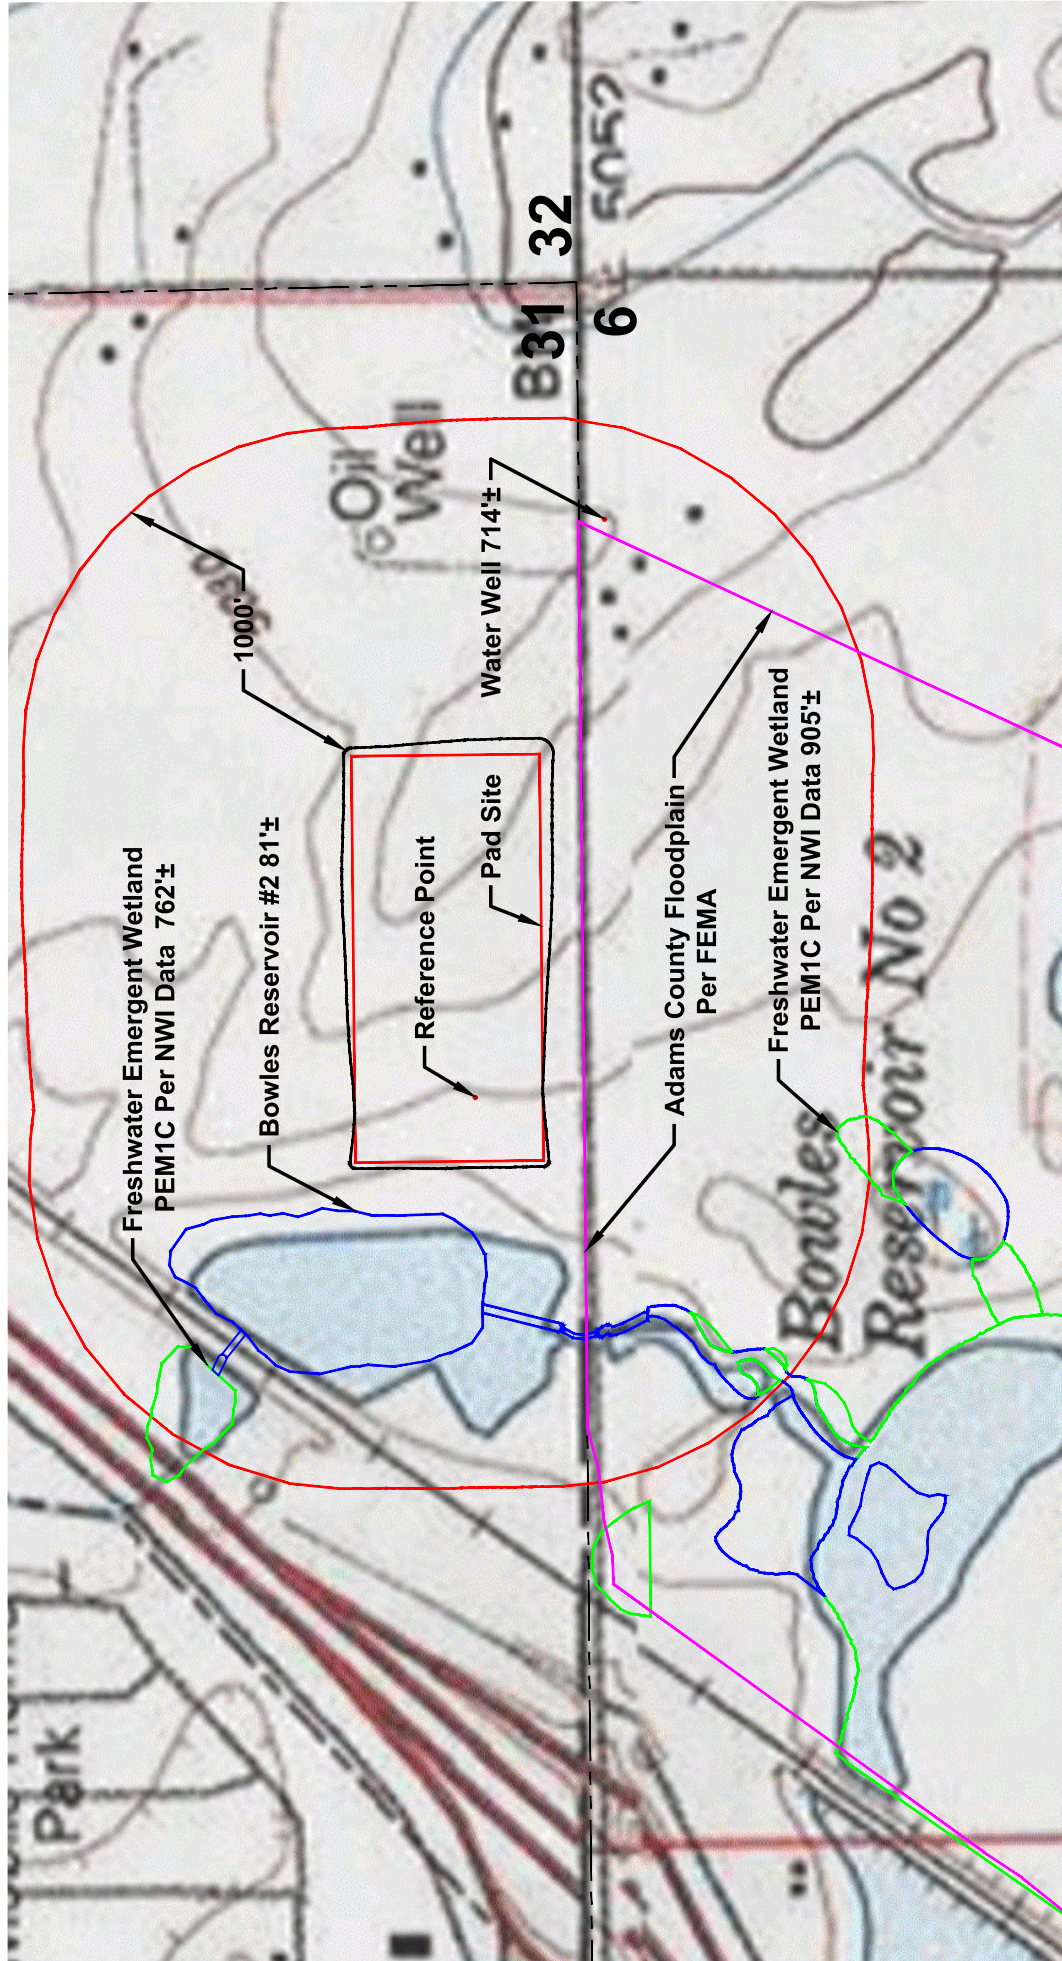 Freshwater Emergent Wetland
PEM1C Per NWI Data 762'±
Bowles Reservoir #2 81'±
1000'
Oil
Well
Reference Point
Pad Site
Water Well 714'±
31
32
6
5052
Adams County Floodplain
Per FEMA
Freshwater Emergent Wetland
PEM1C Per NWI Data 905'±
Bowles
Reservoir No 2
Park